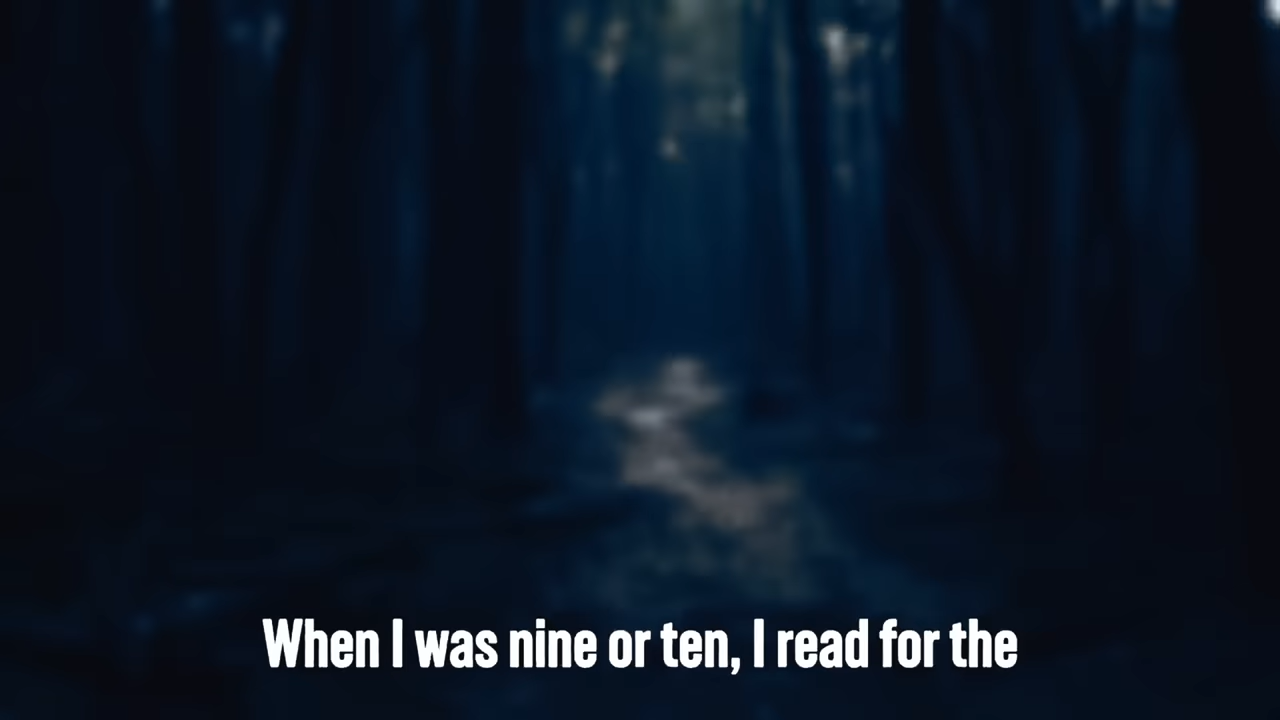 When I was nine or ten, I read for the